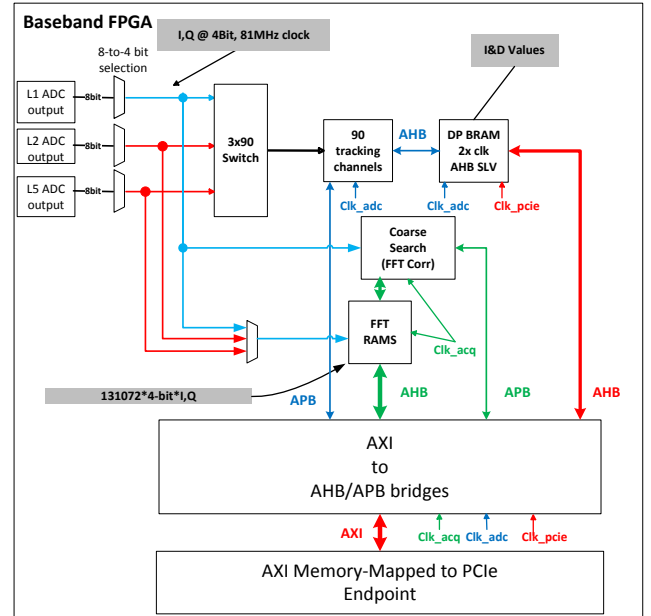 Baseband FPGA
I,Q @ 4Bit, 81MHz clock
8-to-4 bit
selection
I&D Values
L1 ADC
output
8bit
L2 ADC
output
8bit
L5 ADC
output
8bit
3x90
Switch
90
tracking
channels
AHB
DP BRAM
2x clk
AHB SLV
Clk_adc
Clk_adc
Clk_pcie
Coarse
Search
(FFT Corr)
FFT
RAMS
Clk_acq
131072*4-bit*I,Q
APB
AHB
APB
AHB
AXI
to
AHB/APB bridges
AXI
Clk_acq
Clk_adc
Clk_pcie
AXI Memory-Mapped to PCIe
Endpoint